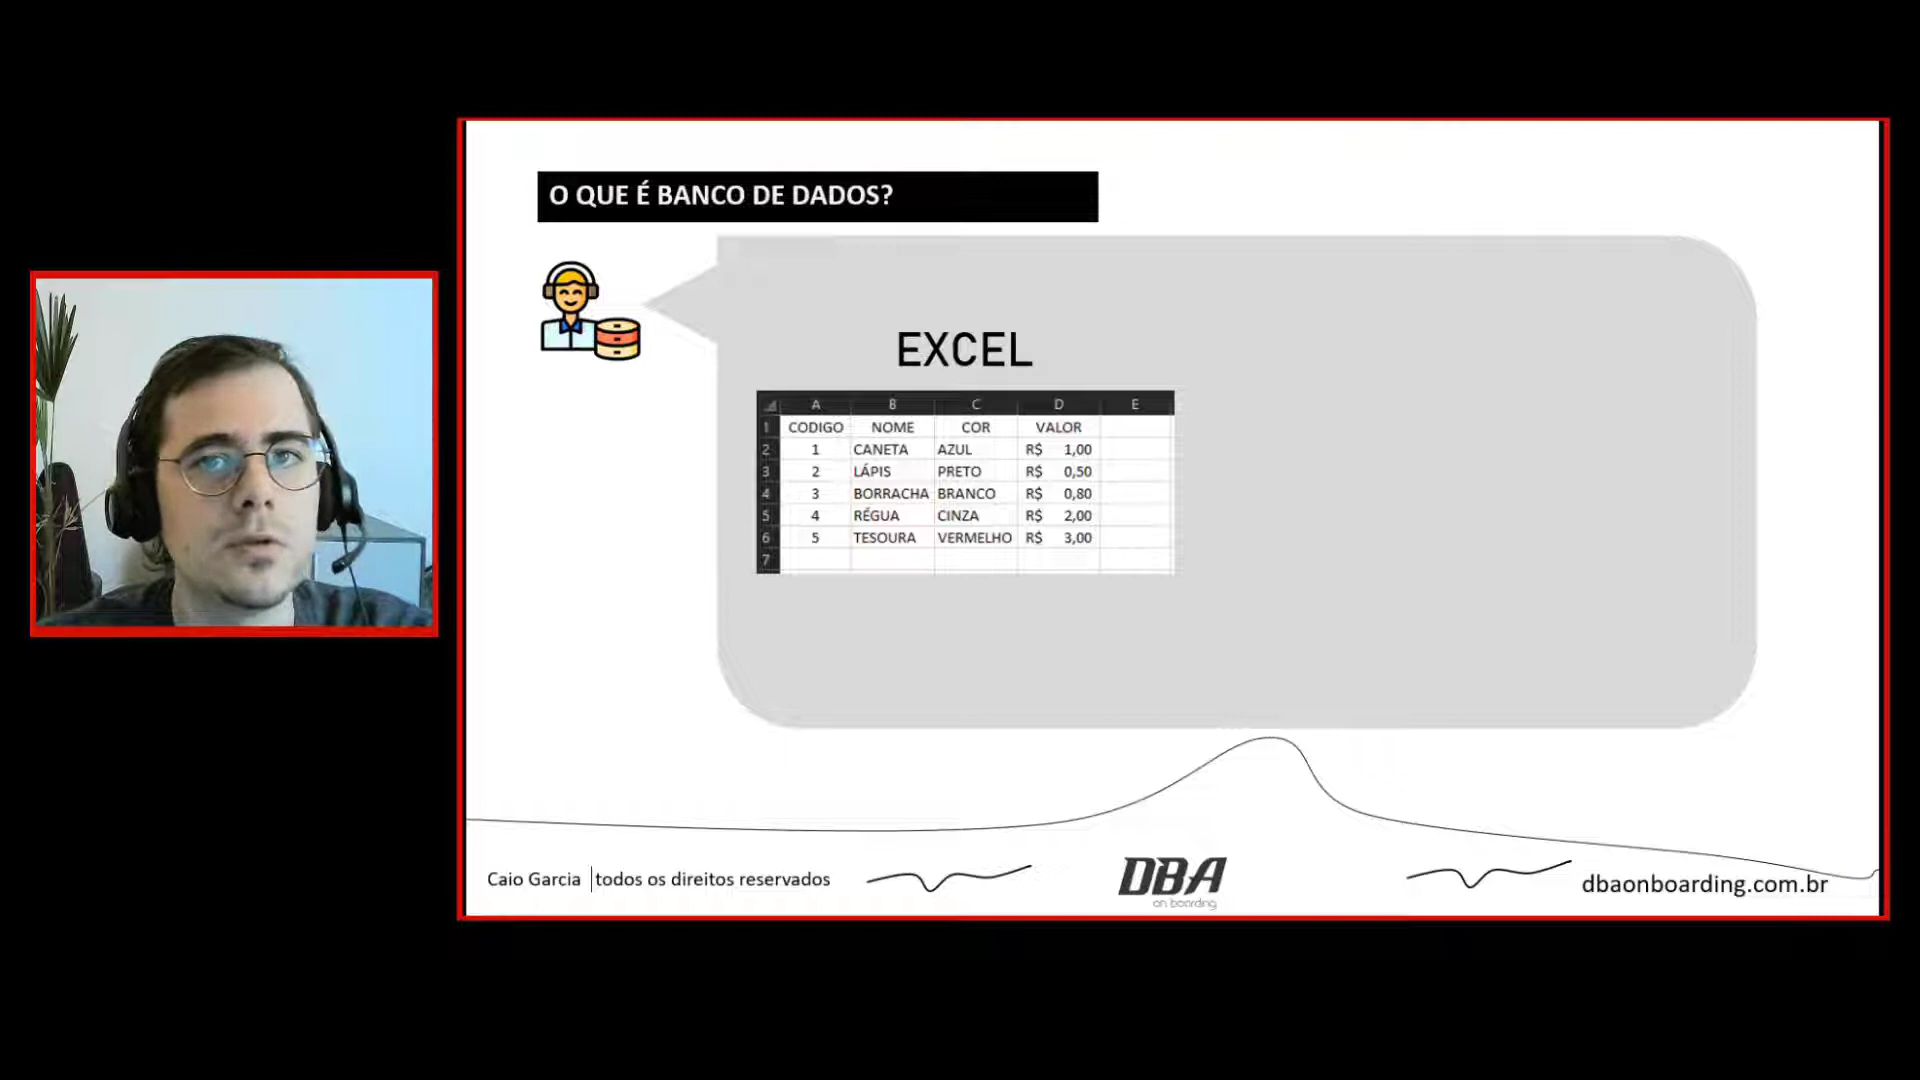 O QUE É BANCO DE DADOS?
EXCEL
A B C D E
1 CODIGO NOME COR VALOR
2 1 CANETA AZUL R$ 1,00
3 2 LÁPIS PRETO R$ 0,50
4 3 BORRACHA BRANCO R$ 0,80
5 4 RÉGUA CINZA R$ 2,00
6 5 TESOURA VERMELHO R$ 3,00
7
Caio Garcia | todos os direitos reservados
DBA
on boarding
dbaonboarding.com.br